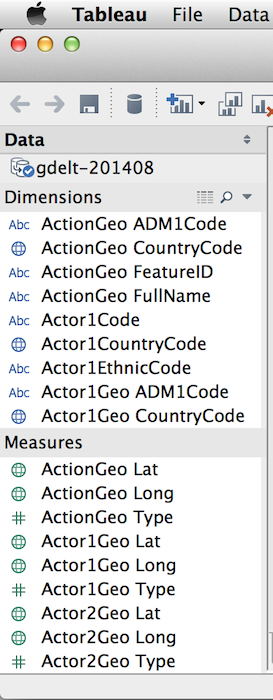 Tableau File Data
Data
gdelt-201408
Dimensions
Abc ActionGeo ADM1Code
ActionGeo CountryCode
Abc ActionGeo FeatureID
Abc ActionGeo FullName
Abc Actor1Code
Actor1CountryCode
Abc Actor1EthnicCode
Abc Actor1Geo ADM1Code
Actor1Geo CountryCode
Measures
ActionGeo Lat
ActionGeo Long
# ActionGeo Type
Actor1Geo Lat
Actor1Geo Long
# Actor1Geo Type
Actor2Geo Lat
Actor2Geo Long
# Actor2Geo Type